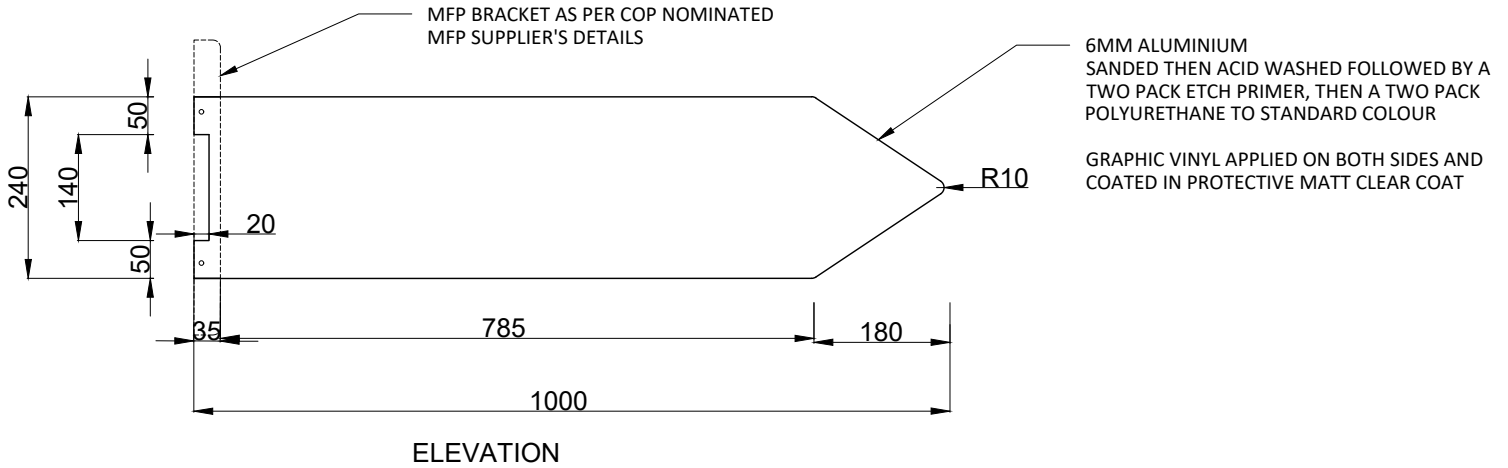 MFP BRACKET AS PER COP NOMINATED
MFP SUPPLIER'S DETAILS
6MM ALUMINIUM
SANDED THEN ACID WASHED FOLLOWED BY A
TWO PACK ETCH PRIMER, THEN A TWO PACK
POLYURETHANE TO STANDARD COLOUR
GRAPHIC VINYL APPLIED ON BOTH SIDES AND
COATED IN PROTECTIVE MATT CLEAR COAT
50
240
140
R10
20
50
35
785
180
1000
ELEVATION